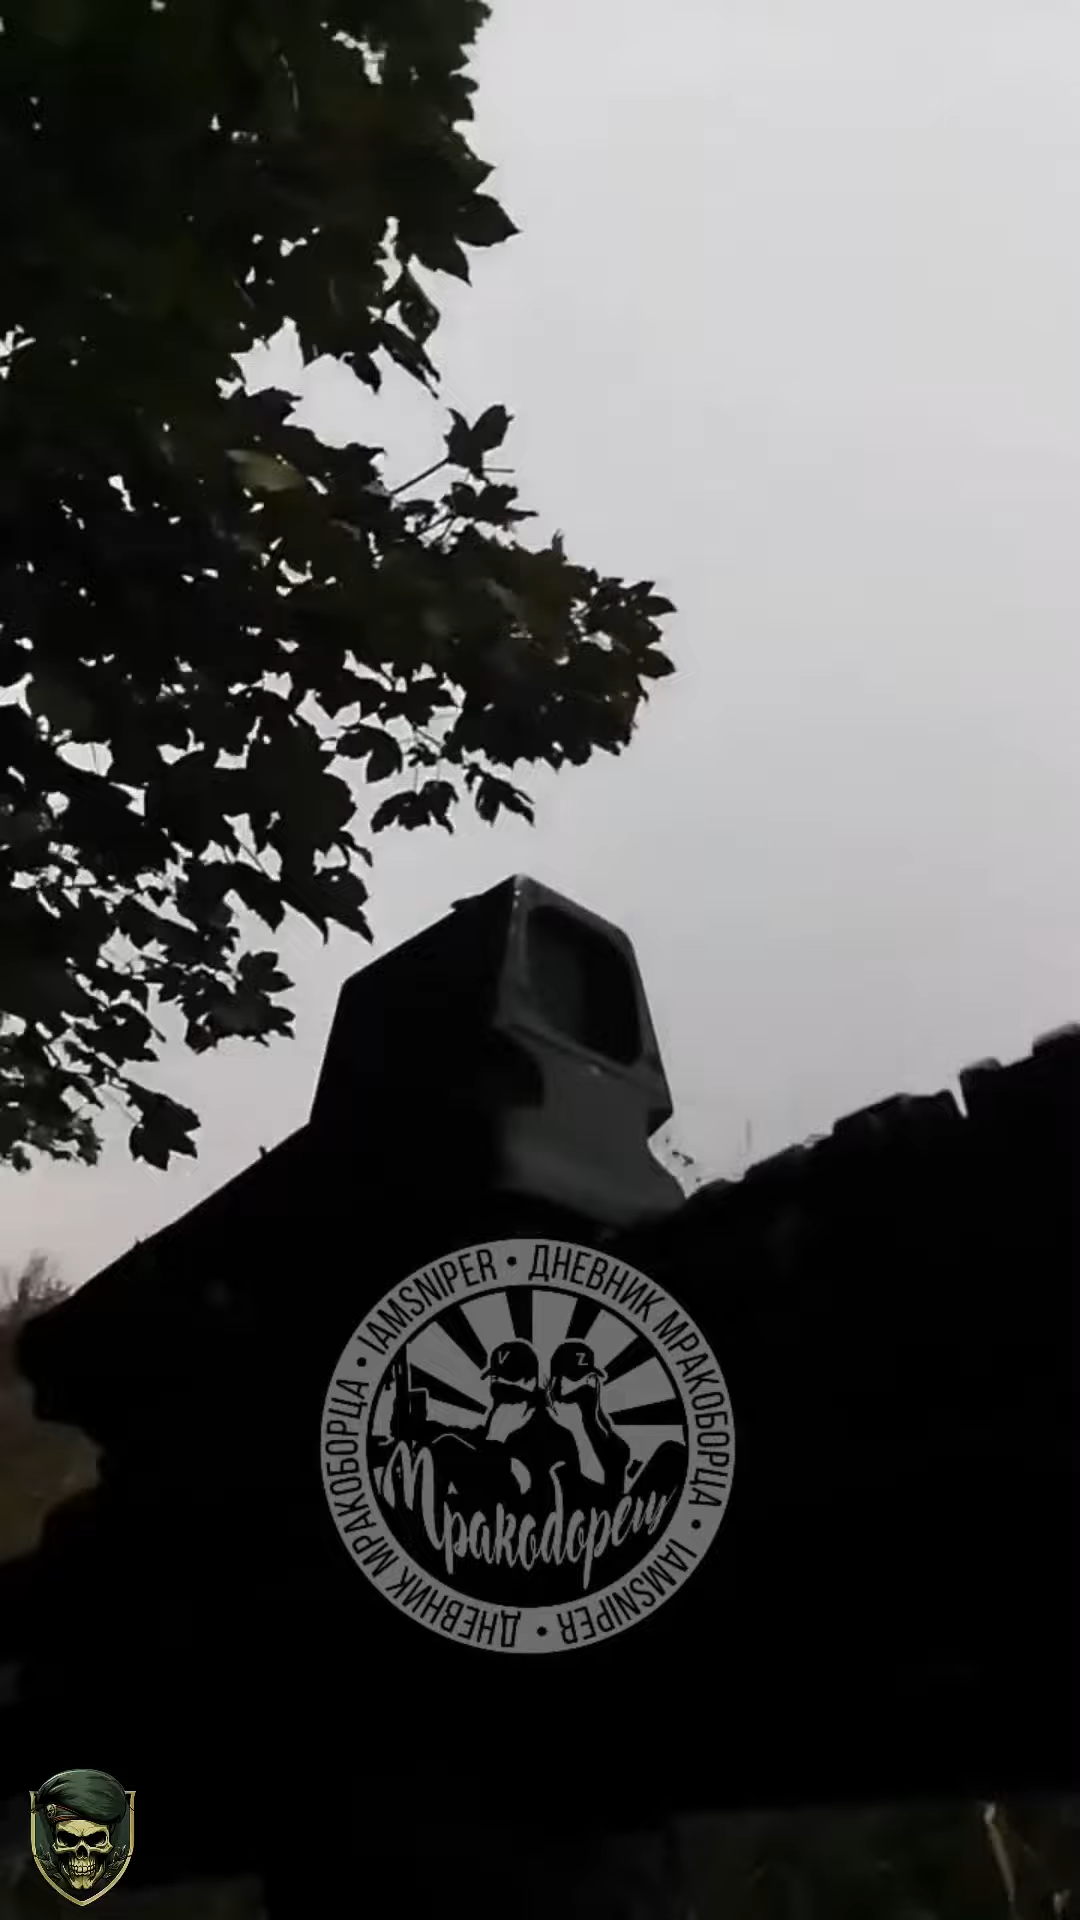 IAMSNIPER • ДНЕВНИК МРАКОБОРЦА • IAMSNIPER • ДНЕВНИК МРАКОБОРЦА •
V Z
Мракоборец